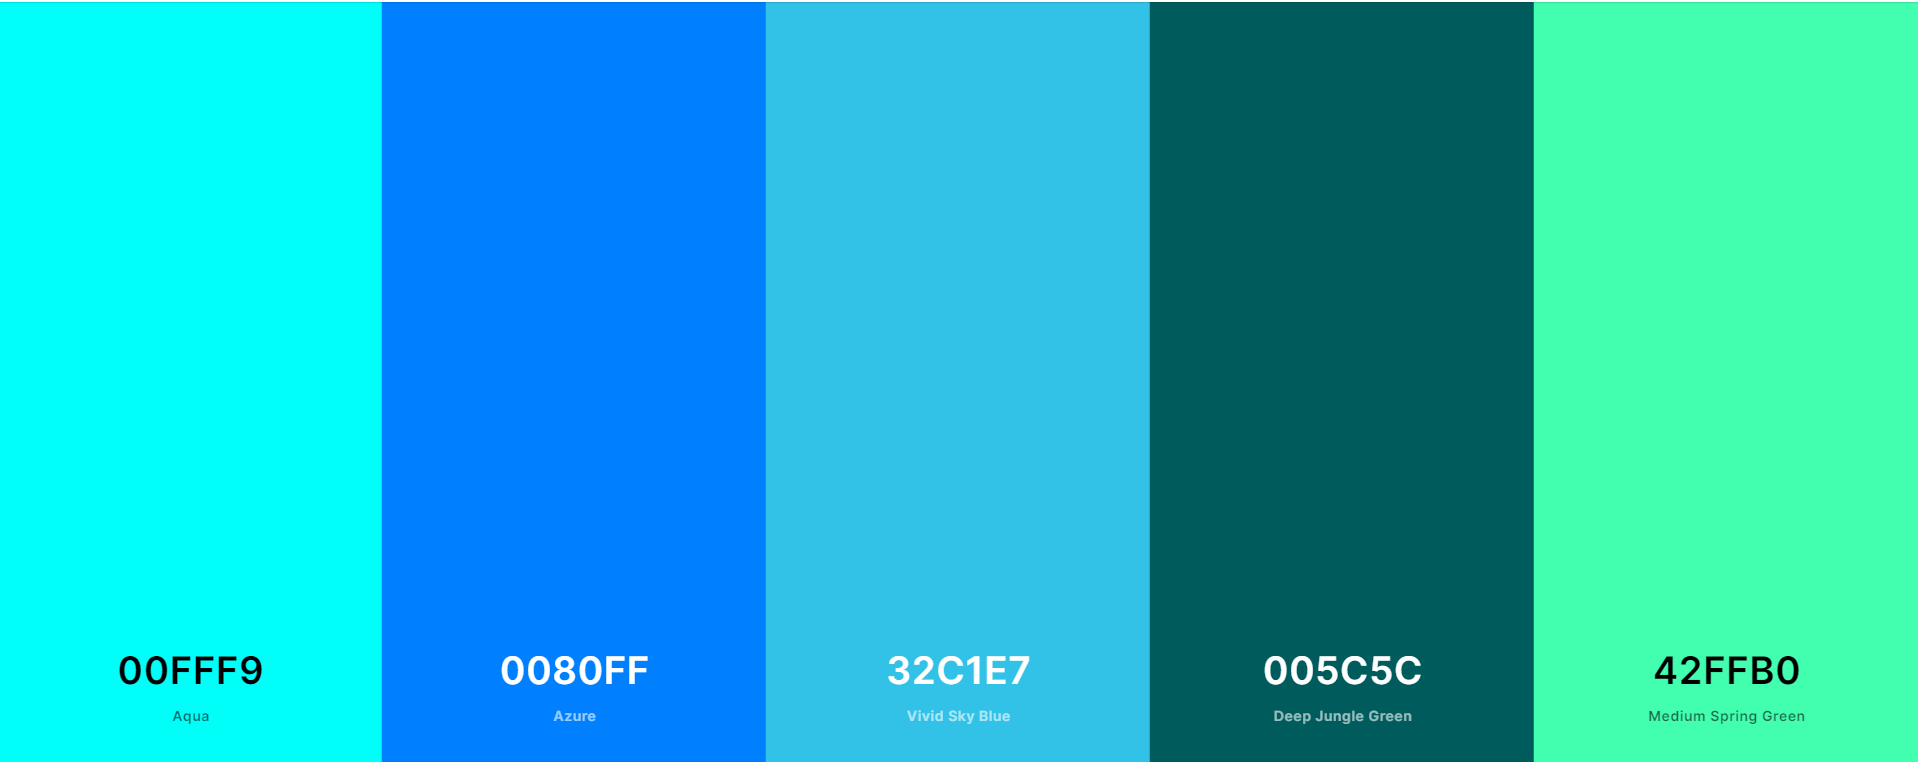 00FFF9
Aqua
0080FF
Azure
32C1E7
Vivid Sky Blue
005C5C
Deep Jungle Green
42FFB0
Medium Spring Green